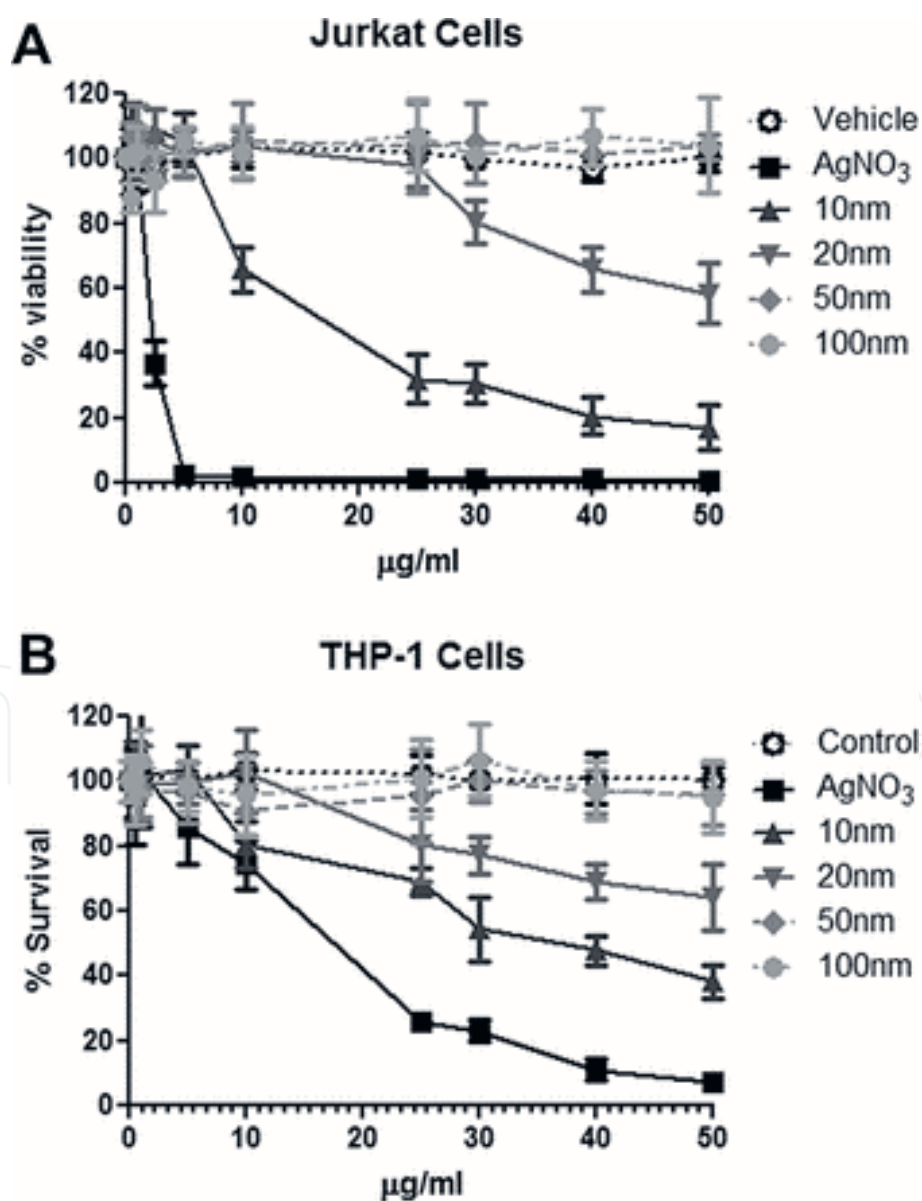 A
Jurkat Cells
120
100
80
60
40
20
0
% viability
0 10 20 30 40 50
µg/ml
Vehicle
AgNO3
10nm
20nm
50nm
100nm
B
THP-1 Cells
120
100
80
60
40
20
0
% Survival
0 10 20 30 40 50
µg/ml
Control
AgNO3
10nm
20nm
50nm
100nm